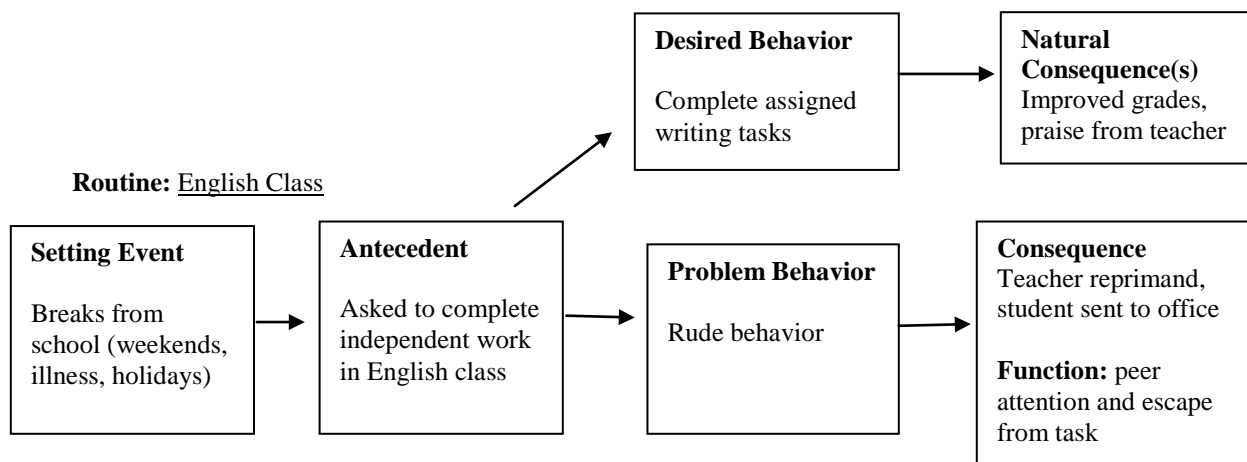 Desired Behavior
Complete assigned
writing tasks
Natural
Consequence(s)
Improved grades,
praise from teacher
Routine: English Class
Setting Event
Breaks from
school (weekends,
illness, holidays)
Antecedent
Asked to complete
independent work
in English class
Problem Behavior
Rude behavior
Consequence
Teacher reprimand,
student sent to office
Function: peer
attention and escape
from task